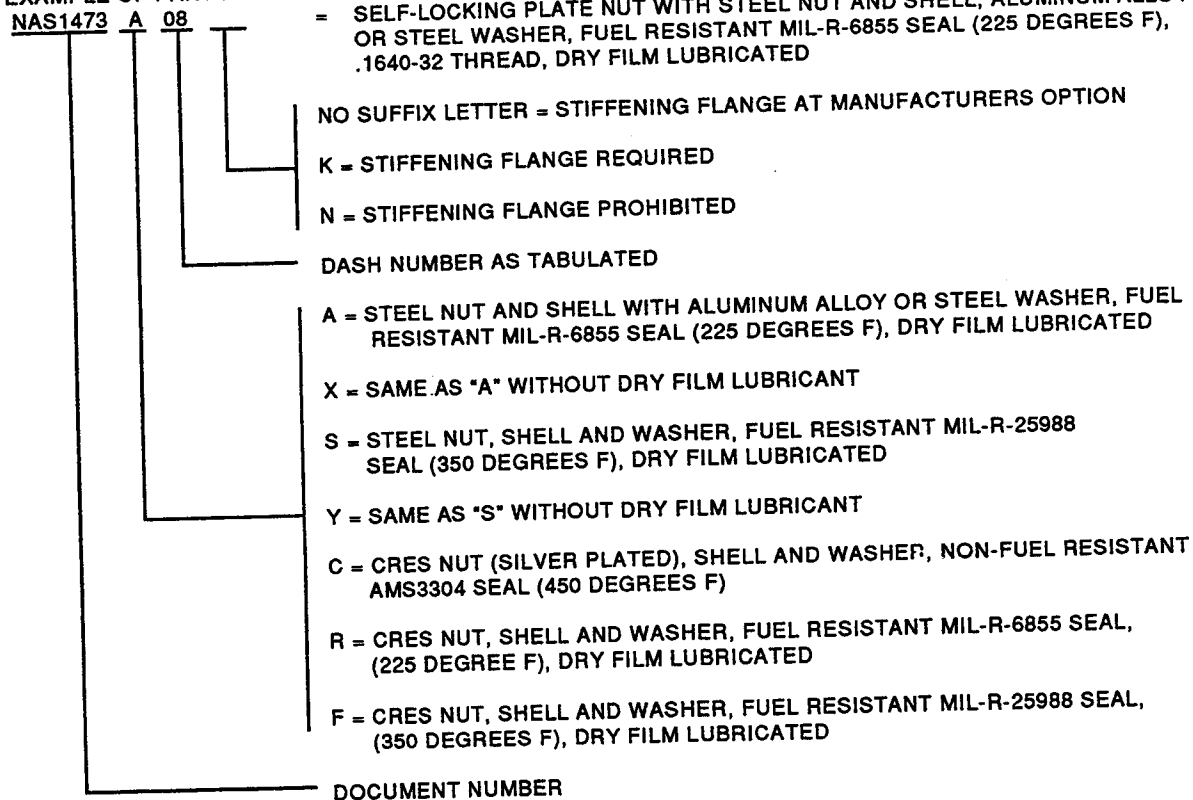 NAS1473 A 08 = SELF-LOCKING PLATE NUT WITH STEEL NUT AND SHELL, ALUMINUM ALLOY
OR STEEL WASHER, FUEL RESISTANT MIL-R-6855 SEAL (225 DEGREES F),
.1640-32 THREAD, DRY FILM LUBRICATED
NO SUFFIX LETTER = STIFFENING FLANGE AT MANUFACTURERS OPTION
K = STIFFENING FLANGE REQUIRED
N = STIFFENING FLANGE PROHIBITED
DASH NUMBER AS TABULATED
A = STEEL NUT AND SHELL WITH ALUMINUM ALLOY OR STEEL WASHER, FUEL
RESISTANT MIL-R-6855 SEAL (225 DEGREES F), DRY FILM LUBRICATED
X = SAME AS "A" WITHOUT DRY FILM LUBRICANT
S = STEEL NUT, SHELL AND WASHER, FUEL RESISTANT MIL-R-25988
SEAL (350 DEGREES F), DRY FILM LUBRICATED
Y = SAME AS "S" WITHOUT DRY FILM LUBRICANT
C = CRES NUT (SILVER PLATED), SHELL AND WASHER, NON-FUEL RESISTANT
AMS3304 SEAL (450 DEGREES F)
R = CRES NUT, SHELL AND WASHER, FUEL RESISTANT MIL-R-6855 SEAL,
(225 DEGREE F), DRY FILM LUBRICATED
F = CRES NUT, SHELL AND WASHER, FUEL RESISTANT MIL-R-25988 SEAL,
(350 DEGREES F), DRY FILM LUBRICATED
DOCUMENT NUMBER